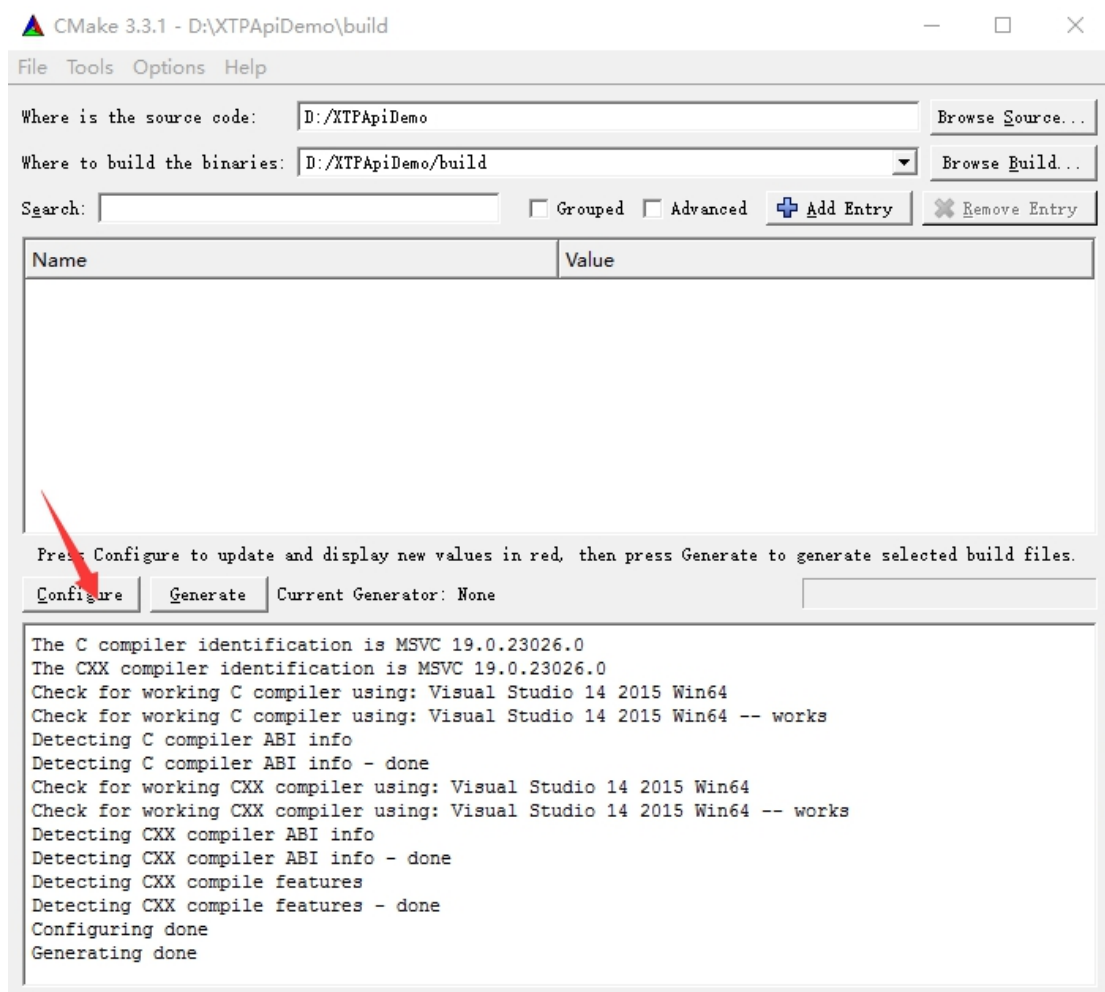 CMake 3.3.1 - D:\XTPApiDemo\build
File Tools Options Help
Where is the source code: D:/XTPApiDemo Browse Source...
Where to build the binaries: D:/XTPApiDemo/build Browse Build...
Search: Grouped Advanced Add Entry Remove Entry
Name Value
Press Configure to update and display new values in red, then press Generate to generate selected build files.
Configure Generate Current Generator: None
The C compiler identification is MSVC 19.0.23026.0
The CXX compiler identification is MSVC 19.0.23026.0
Check for working C compiler using: Visual Studio 14 2015 Win64
Check for working C compiler using: Visual Studio 14 2015 Win64 -- works
Detecting C compiler ABI info
Detecting C compiler ABI info - done
Check for working CXX compiler using: Visual Studio 14 2015 Win64
Check for working CXX compiler using: Visual Studio 14 2015 Win64 -- works
Detecting CXX compiler ABI info
Detecting CXX compiler ABI info - done
Detecting CXX compile features
Detecting CXX compile features - done
Configuring done
Generating done